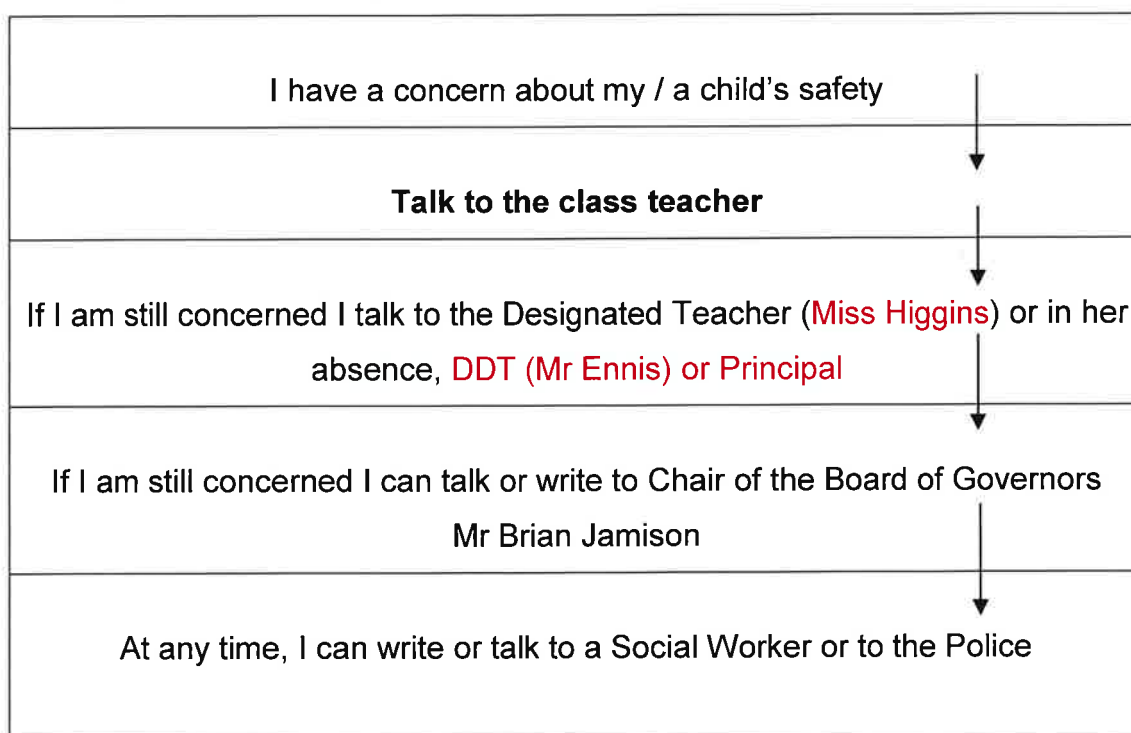 I have a concern about my / a child's safety
Talk to the class teacher
If I am still concerned I talk to the Designated Teacher (Miss Higgins) or in her
absence, DDT (Mr Ennis) or Principal
If I am still concerned I can talk or write to Chair of the Board of Governors
Mr Brian Jamison
At any time, I can write or talk to a Social Worker or to the Police